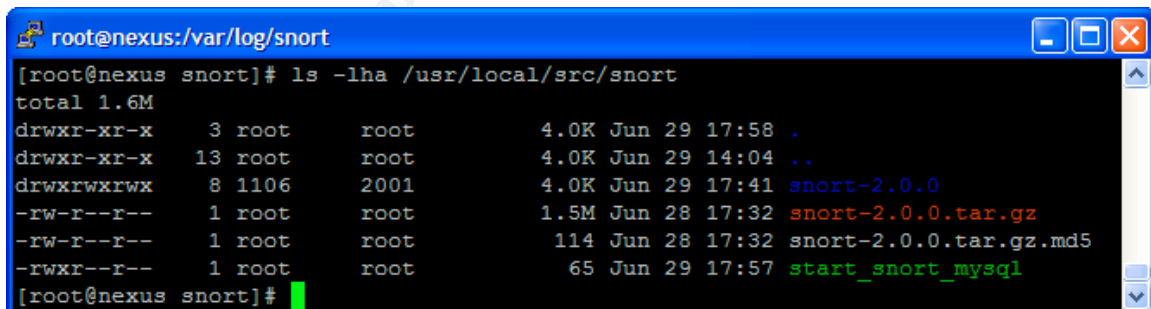 root@nexus:/var/log/snort
[root@nexus snort]# ls -lha /usr/local/src/snort
total 1.6M
drwxr-xr-x 3 root root 4.0K Jun 29 17:58 .
drwxr-xr-x 13 root root 4.0K Jun 29 14:04 ..
drwxrwxrwx 8 1106 2001 4.0K Jun 29 17:41 snort-2.0.0
-rw-r--r-- 1 root root 1.5M Jun 28 17:32 snort-2.0.0.tar.gz
-rw-r--r-- 1 root root 114 Jun 28 17:32 snort-2.0.0.tar.gz.md5
-rwxr--r-- 1 root root 65 Jun 29 17:57 start_snort_mysql
[root@nexus snort]#